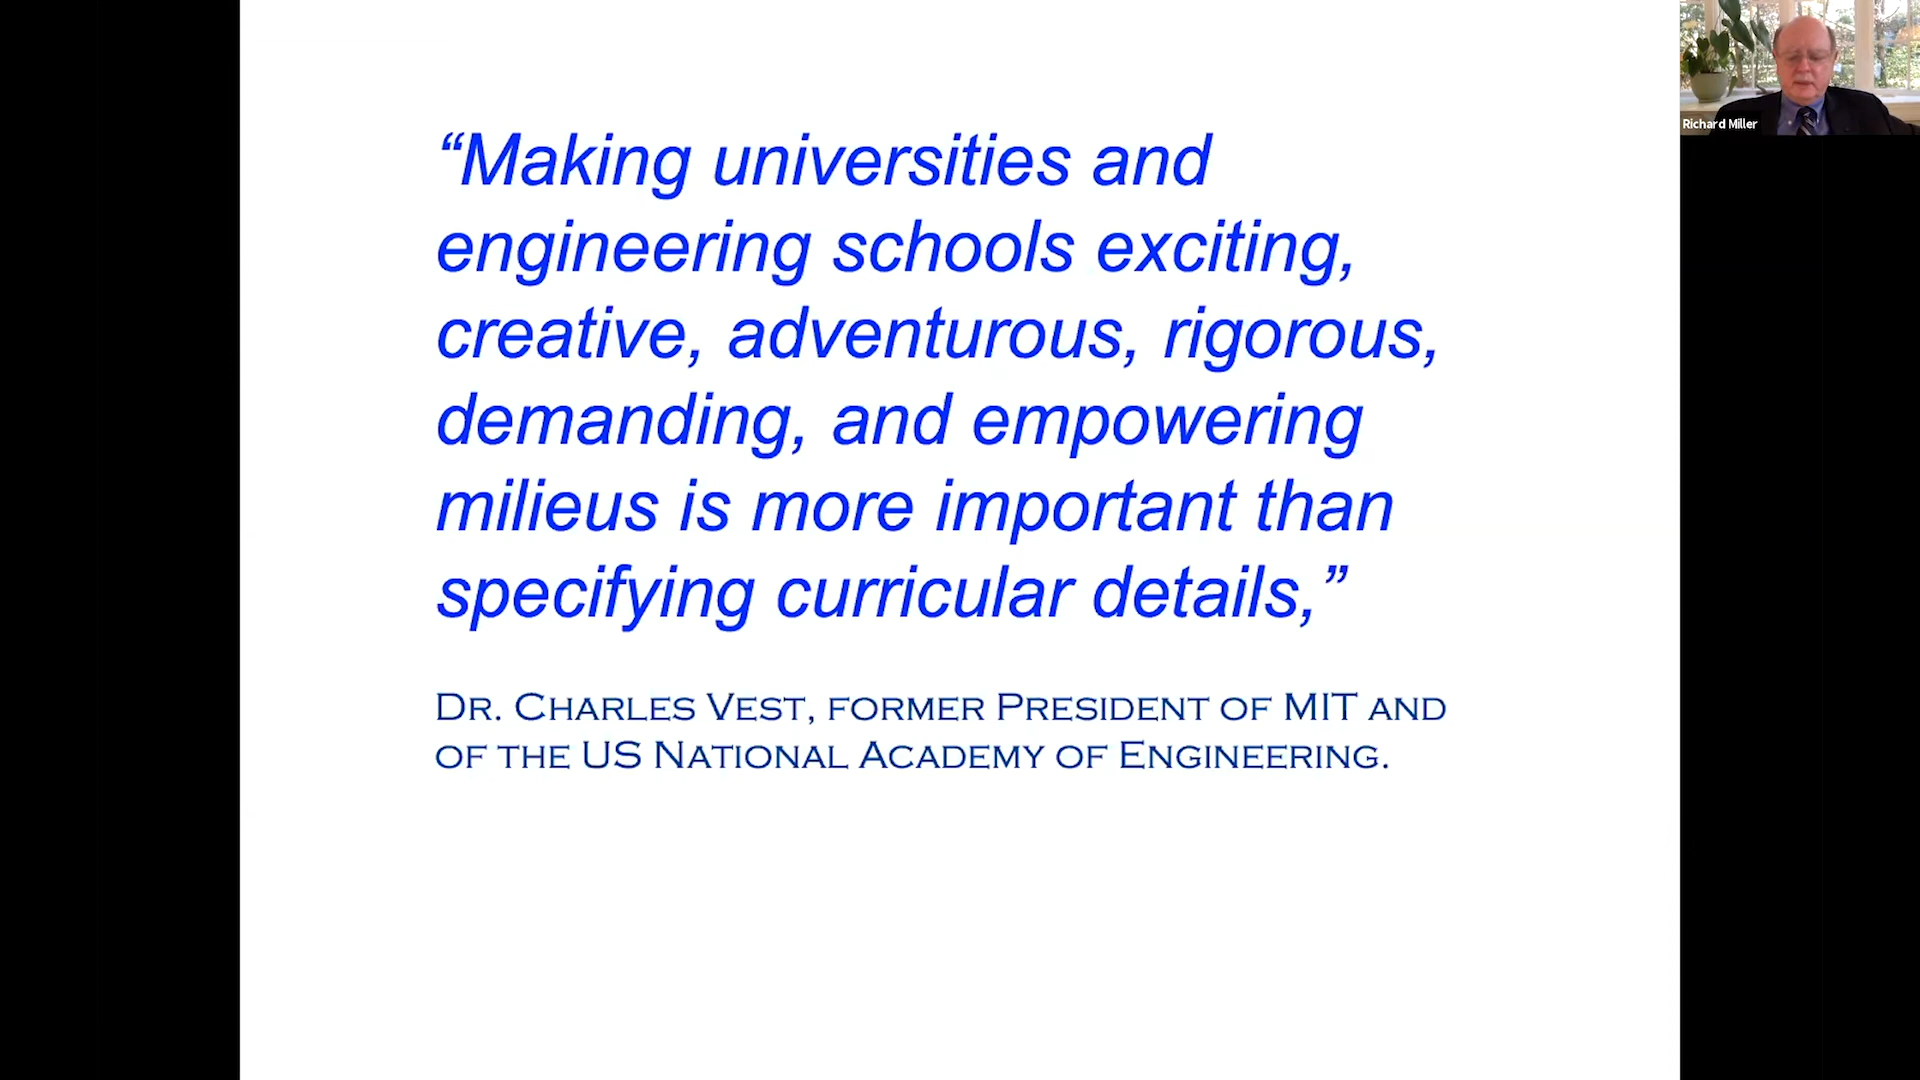 “Making universities and
engineering schools exciting,
creative, adventurous, rigorous,
demanding, and empowering
milieus is more important than
specifying curricular details,”
Dr. Charles Vest, former President of MIT and
of the US National Academy of Engineering.
Richard Miller